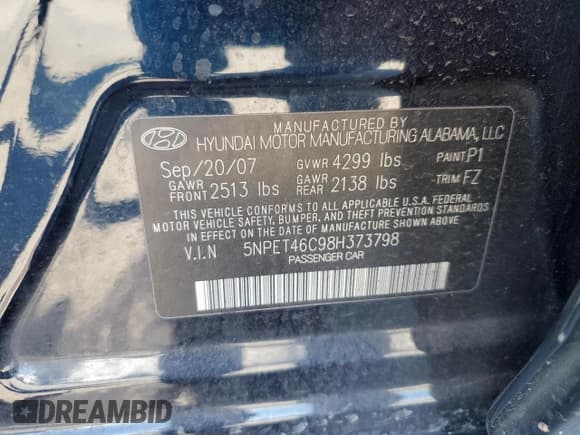 MANUFACTURED BY
HYUNDAI MOTOR MANUFACTURING ALABAMA, LLC
Sep/20/07 GVWR 4299 lbs PAINT P1
GAWR FRONT 2513 lbs GAWR REAR 2138 lbs TRIM FZ
THIS VEHICLE CONFORMS TO ALL APPLICABLE U.S.A FEDERAL
MOTOR VEHICLE SAFETY, BUMPER, AND THEFT PREVENTION STANDARDS
IN EFFECT ON THE DATE OF MANUFACTURE SHOWN ABOVE
V.I.N 5NPET46C98H373798
PASSENGER CAR
DREAMBID